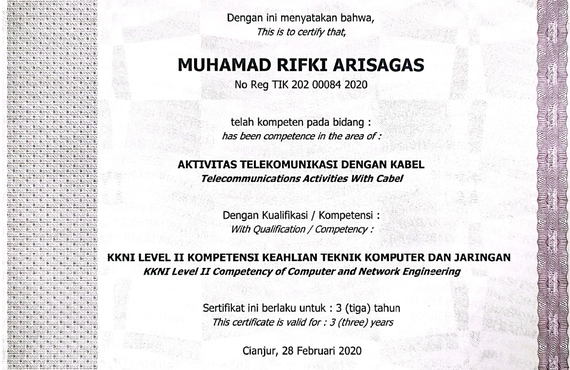 Dengan ini menyatakan bahwa,
This is to certify that,
MUHAMAD RIFKI ARISAGAS
No Reg TIK 202 00084 2020
telah kompeten pada bidang :
has been competence in the area of :
AKTIVITAS TELEKOMUNIKASI DENGAN KABEL
Telecommunications Activities With Cabel
Dengan Kualifikasi / Kompetensi :
With Qualification / Competency :
KKNI LEVEL II KOMPETENSI KEAHLIAN TEKNIK KOMPUTER DAN JARINGAN
KKNI Level II Competency of Computer and Network Engineering
Sertifikat ini berlaku untuk : 3 (tiga) tahun
This certificate is valid for : 3 (three) years
Cianjur, 28 Februari 2020